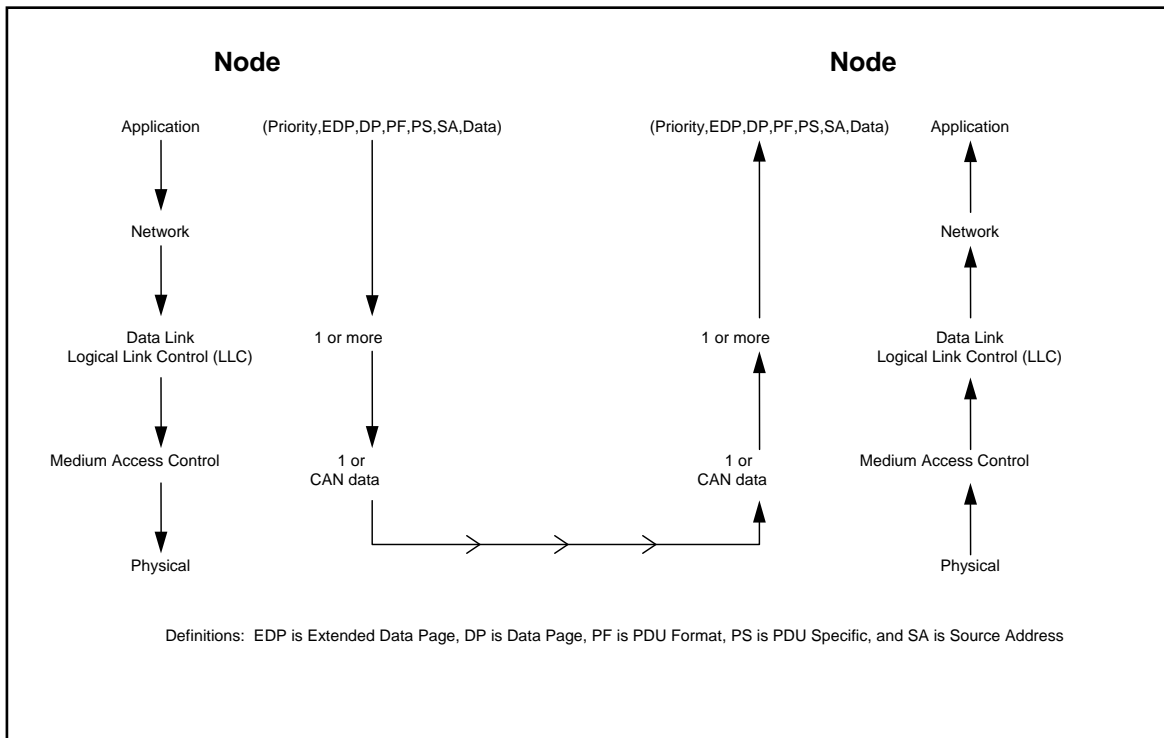 Node Node
Application (Priority,EDP,DP,PF,PS,SA,Data) (Priority,EDP,DP,PF,PS,SA,Data) Application
Network Network
Data Link 1 or more 1 or more Data Link
Logical Link Control (LLC) Logical Link Control (LLC)
Medium Access Control 1 or 1 or Medium Access Control
CAN data CAN data
Physical Physical
Definitions: EDP is Extended Data Page, DP is Data Page, PF is PDU Format, PS is PDU Specific, and SA is Source Address